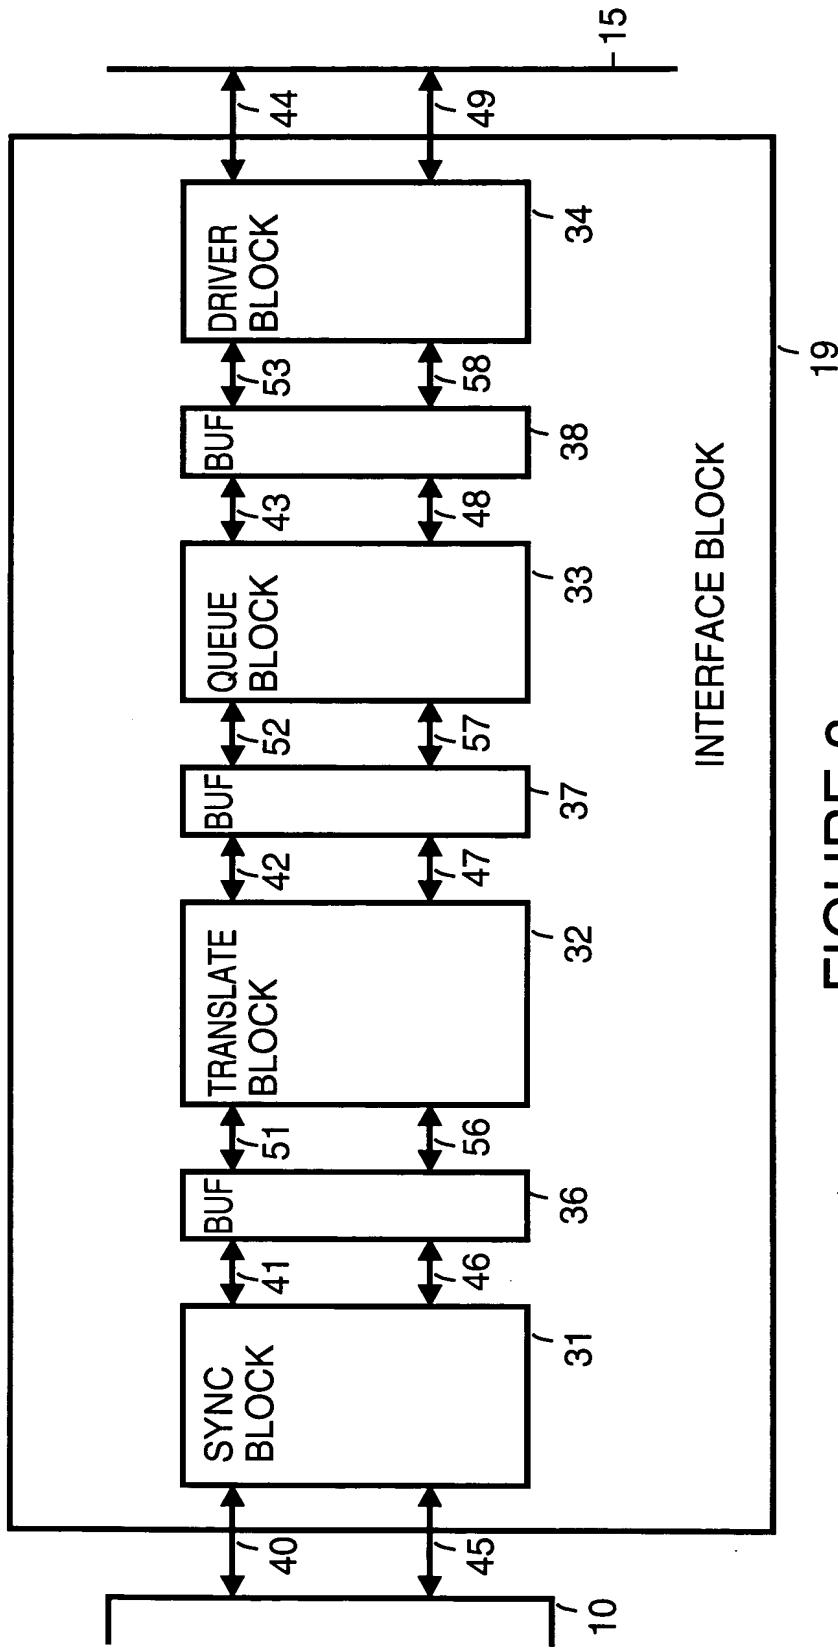 SYNC
BLOCK
BUF
TRANSLATE
BLOCK
BUF
QUEUE
BLOCK
BUF
DRIVER
BLOCK
40 41 51 42 52 43 53 44
45 46 56 47 57 48 58 49
10 31 36 32 37 33 38 34 15
INTERFACE BLOCK
19
FIGURE